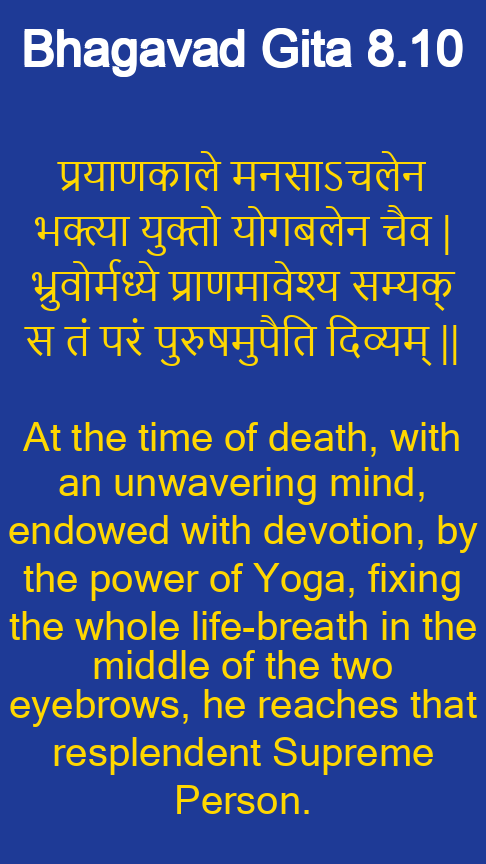 Bhagavad Gita 8.10
प्रयाणकाले मनसाऽचलेन
भक्त्या युक्तो योगबलेन चैव |
भ्रुवोर्मध्ये प्राणमावेश्य सम्यक्
स तं परं पुरुषमुपैति दिव्यम् ||
At the time of death, with
an unwavering mind,
endowed with devotion, by
the power of Yoga, fixing
the whole life-breath in the
middle of the two
eyebrows, he reaches that
resplendent Supreme
Person.